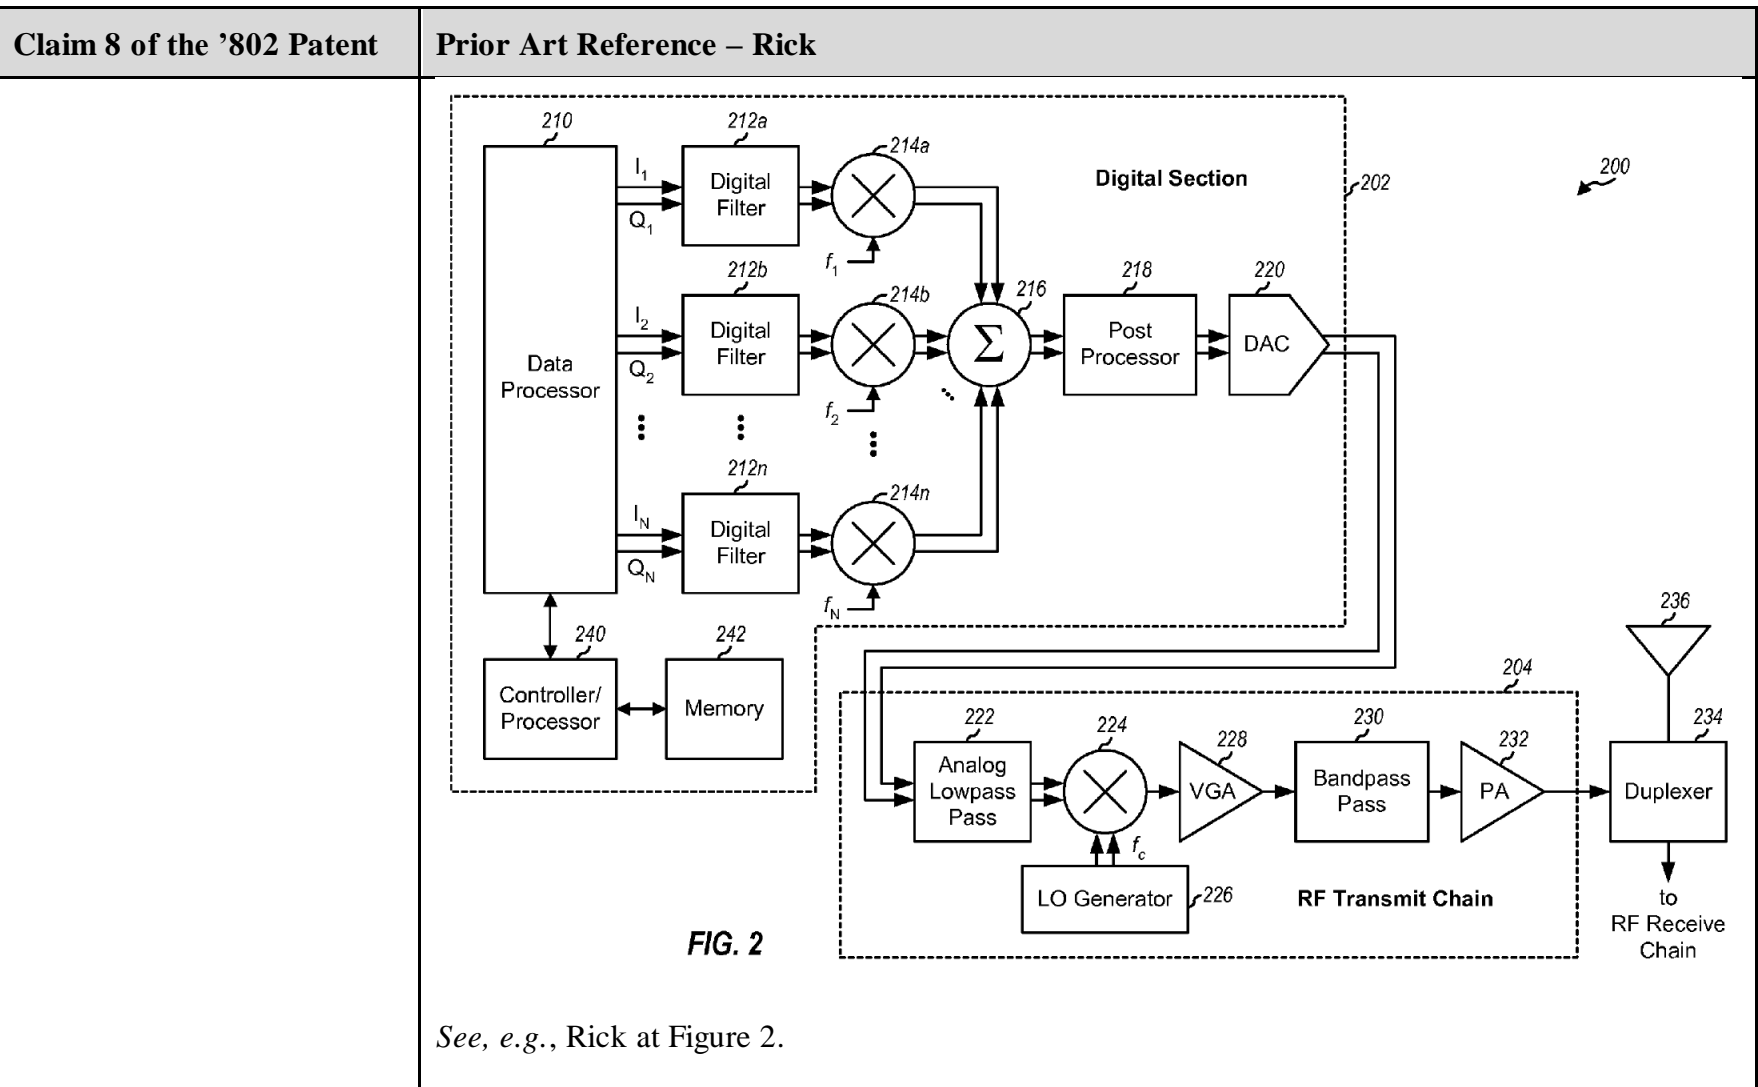 Claim 8 of the ’802 Patent
Prior Art Reference – Rick
210
212a
214a
I1
Q1
Digital
Filter
f1
Digital Section
202
200
212b
214b
216
218
220
I2
Q2
Digital
Filter
f2
Σ
Post
Processor
DAC
Data
Processor
212n
214n
IN
QN
Digital
Filter
fN
240
242
Controller/
Processor
Memory
236
204
222
224
228
230
232
234
Analog
Lowpass
Pass
VGA
Bandpass
Pass
PA
Duplexer
fc
LO Generator
226
RF Transmit Chain
to
RF Receive
Chain
FIG. 2
See, e.g., Rick at Figure 2.